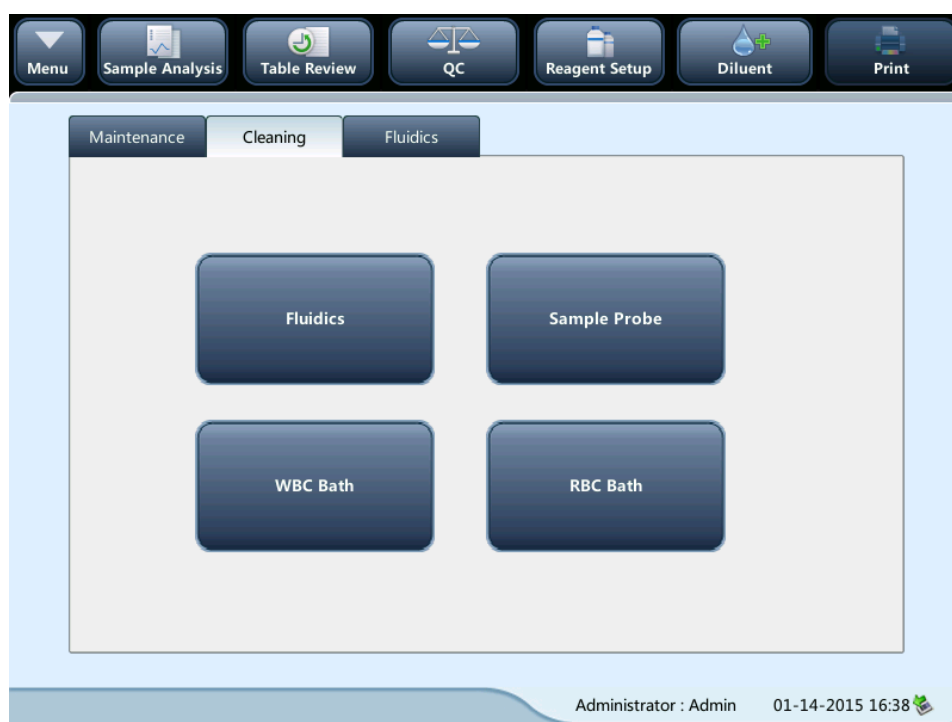 Menu
Sample Analysis
Table Review
QC
Reagent Setup
Diluent
Print
Maintenance
Cleaning
Fluidics
Fluidics
Sample Probe
WBC Bath
RBC Bath
Administrator : Admin
01-14-2015 16:38